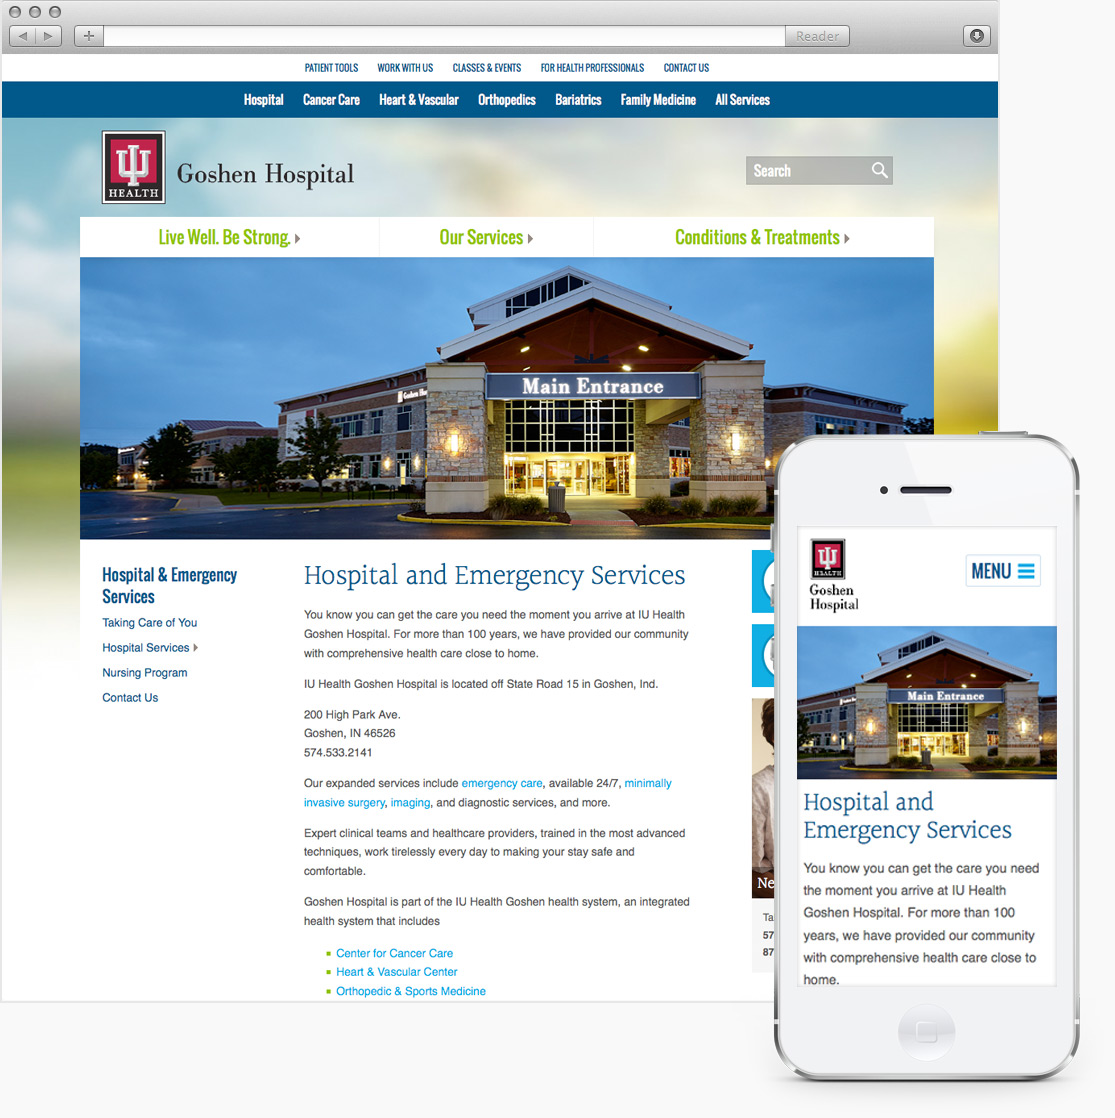 Reader
PATIENT TOOLS WORK WITH US CLASSES & EVENTS FOR HEALTH PROFESSIONALS CONTACT US
Hospital Cancer Care Heart & Vascular Orthopedics Bariatrics Family Medicine All Services
HEALTH
Goshen Hospital
Search
Live Well. Be Strong. Our Services Conditions & Treatments
Main Entrance
Hospital & Emergency
Services
Taking Care of You
Hospital Services
Nursing Program
Contact Us
Hospital and Emergency Services
You know you can get the care you need the moment you arrive at IU Health
Goshen Hospital. For more than 100 years, we have provided our community
with comprehensive health care close to home.
IU Health Goshen Hospital is located off State Road 15 in Goshen, Ind.
200 High Park Ave.
Goshen, IN 46526
574.533.2141
Our expanded services include emergency care, available 24/7, minimally
invasive surgery, imaging, and diagnostic services, and more.
Expert clinical teams and healthcare providers, trained in the most advanced
techniques, work tirelessly every day to making your stay safe and
comfortable.
Goshen Hospital is part of the IU Health Goshen health system, an integrated
health system that includes
Center for Cancer Care
Heart & Vascular Center
Orthopedic & Sports Medicine
Ne
Ta
57
87
HEALTH
Goshen
Hospital
MENU
Main Entrance
Hospital and
Emergency Services
You know you can get the care you need
the moment you arrive at IU Health
Goshen Hospital. For more than 100
years, we have provided our community
with comprehensive health care close to
home.